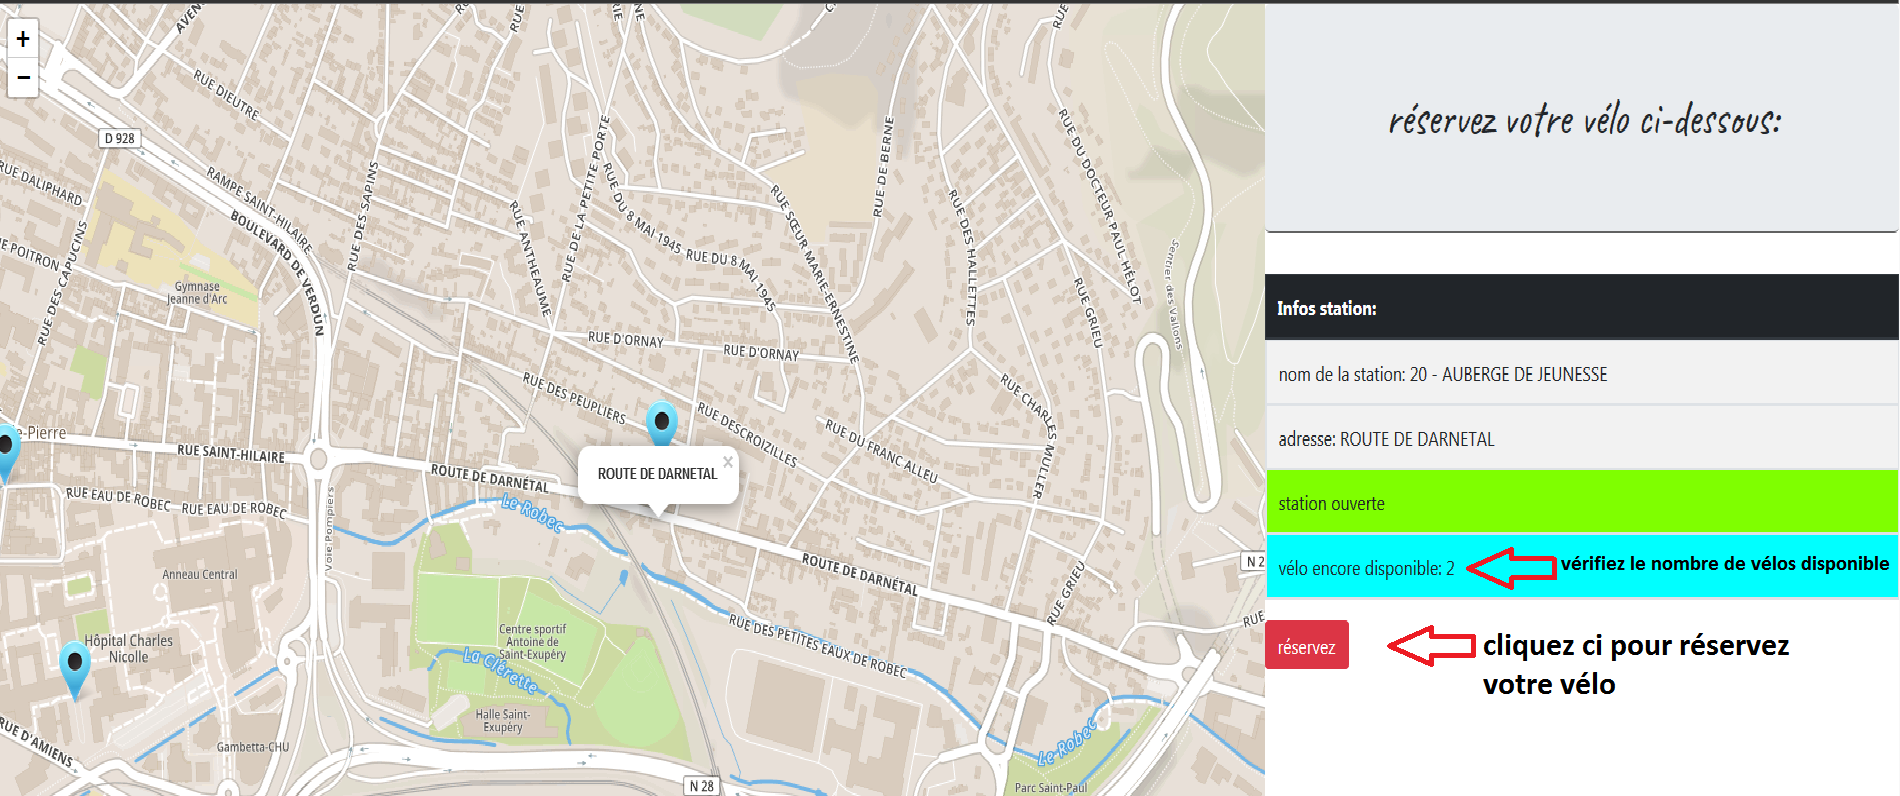 +
−
AVEN
RUE
RIE
NE
C
RUE
RUE DIEUTRE
D 928
RUE DALIPHARD
RAMPE SAINT-HILAIRE
BOULEVARD DE VERDUN
RUE DES SAPINS
RUE ANTHEAUME
RUE DE LA PETITE PORTE
RUE DU 8 MAI 1945
RUE DU 8 MAI 1945
RUE SŒUR MARIE-ERNESTINE
RUE DE BERNE
RUE DES HALLETTES
RUE DU DOCTEUR PAUL-HÉLOT
RUE GRIEU
Sentier des Vallons
E POITRON
RUE DES CAPUCINS
Gymnase
Jeanne d'Arc
RUE D'ORNAY
RUE D'ORNAY
RUE DES PEUPLIERS
RUE DESCROIZILLES
RUE DU FRANC ALLEU
RUE CHARLES MULLER
e-Pierre
RUE SAINT-HILAIRE
ROUTE DE DARNÉTAL
ROUTE DE DARNETAL
×
RUE EAU DE ROBEC
RUE EAU DE ROBEC
Voie Pompiers
Le Robec
ROUTE DE DARNÉTAL
RUE GRIEU
N 2
RUE
Anneau Central
Hôpital Charles
Nicolle
Centre sportif
Antoine de
Saint-Exupéry
La Clérette
Halle Saint-
Exupéry
RUE DES PETITES EAUX DE ROBEC
Le Robec
RUE D'AMIENS
Gambetta-CHU
N 28
Parc Saint-Paul
réservez votre vélo ci-dessous:
Infos station:
nom de la station: 20 - AUBERGE DE JEUNESSE
adresse: ROUTE DE DARNETAL
station ouverte
vélo encore disponible: 2
vérifiez le nombre de vélos disponible
réservez
cliquez ci pour réservez
votre vélo